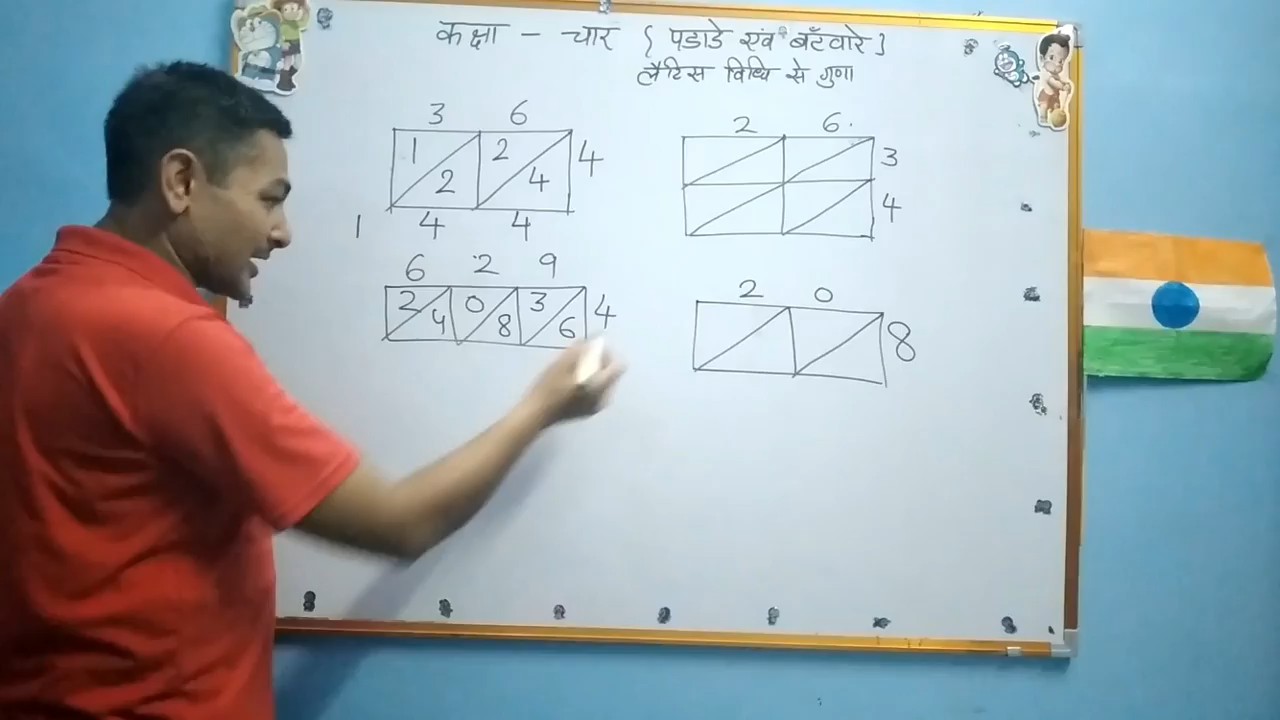 कक्षा - चार { पडाडे एवं बँटवारे }
लैटिस विधि से गुणा
3 6
1 2 2 4 4
1 4 4
6 2 9
2 4 0 8 3 6 4
2 6
3
4
2 0
8